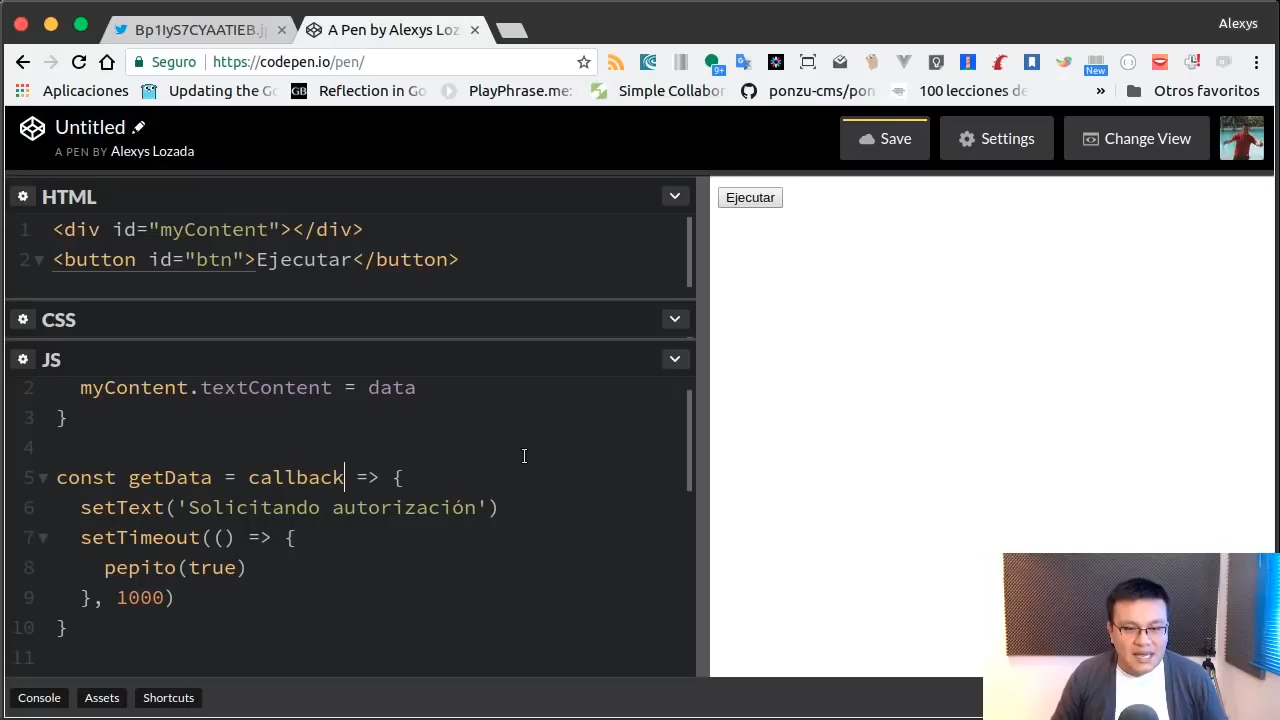 Bp1IyS7CYAATIEB.j
A Pen by Alexys Loz
Alexys
Seguro
https://codepen.io/pen/
9+
New
Aplicaciones
Updating the Go
GB
Reflection in Go
PlayPhrase.me:
Simple Collabor
ponzu-cms/pon
100 lecciones de
»
Otros favoritos
Untitled
A PEN BY Alexys Lozada
Save
Settings
Change View
HTML
1 <div id="myContent"></div>
2 <button id="btn">Ejecutar</button>
Ejecutar
CSS
JS
2 myContent.textContent = data
3 }
4
5 const getData = callback => {
6 setText('Solicitando autorización')
7 setTimeout(() => {
8 pepito(true)
9 }, 1000)
10 }
11
Console
Assets
Shortcuts